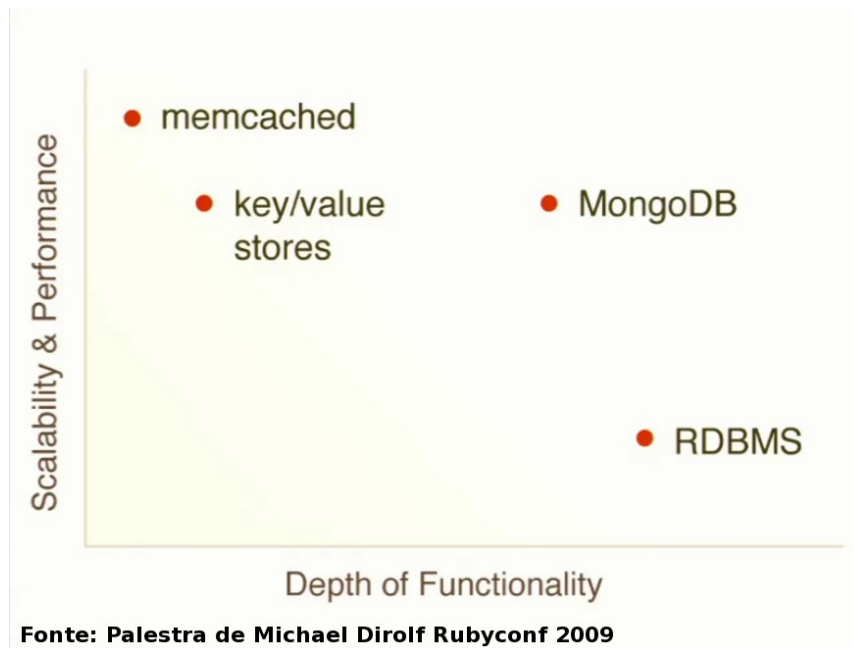 Scalability & Performance
memcached
key/value
stores
MongoDB
RDBMS
Depth of Functionality
Fonte: Palestra de Michael Dirolf Rubyconf 2009